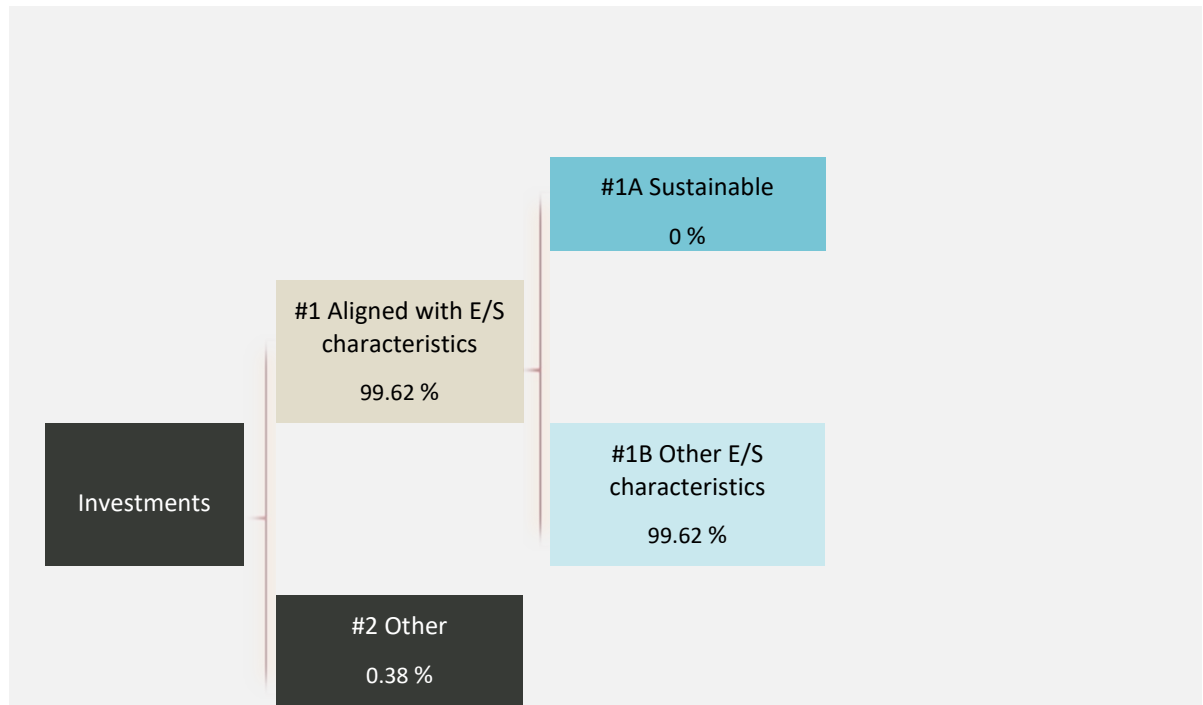 #1A Sustainable
0 %
#1 Aligned with E/S
characteristics
99.62 %
#1B Other E/S
characteristics
99.62 %
Investments
#2 Other
0.38 %